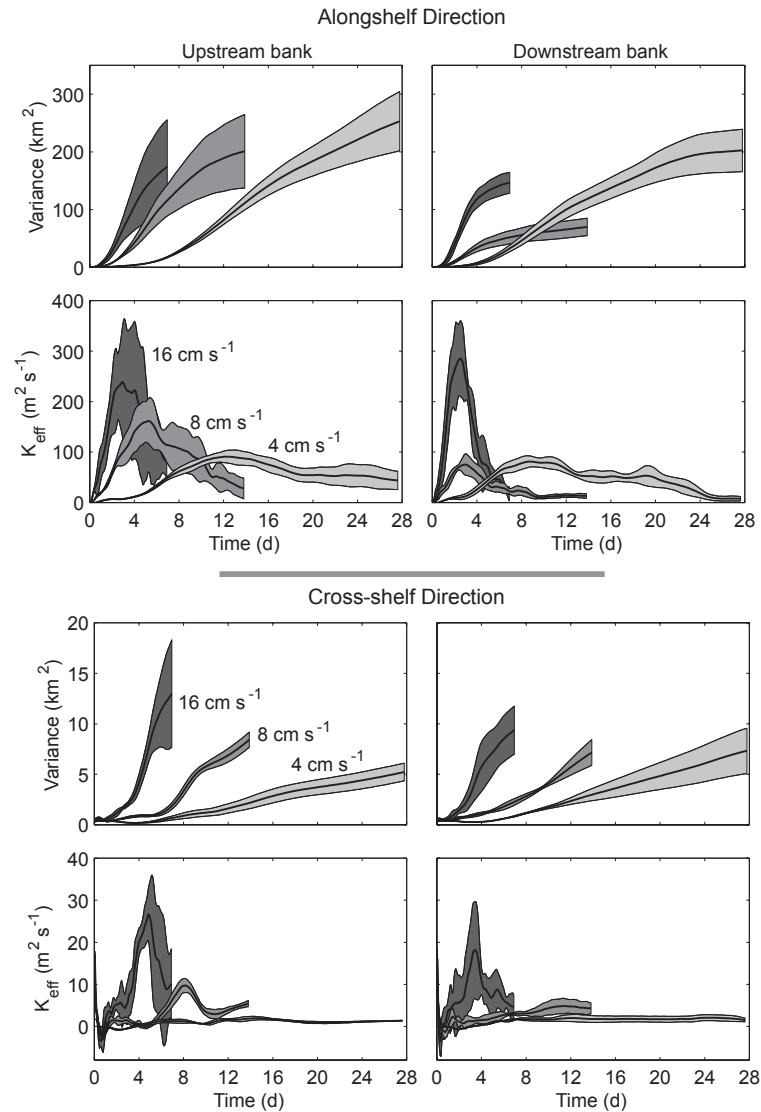 Alongshelf Direction
Upstream bank
Downstream bank
Variance (km 2)
300
200
100
0
K eff (m2 s-1)
400
300
200
100
0
16 cm s-1
8 cm s-1
4 cm s-1
0 4 8 12 16 20 24 28
Time (d)
0 4 8 12 16 20 24 28
Time (d)
Cross-shelf Direction
Variance (km 2)
20
15
10
5
0
16 cm s-1
8 cm s-1
4 cm s-1
K eff (m2 s-1)
40
30
20
10
0
0 4 8 12 16 20 24 28
Time (d)
0 4 8 12 16 20 24 28
Time (d)